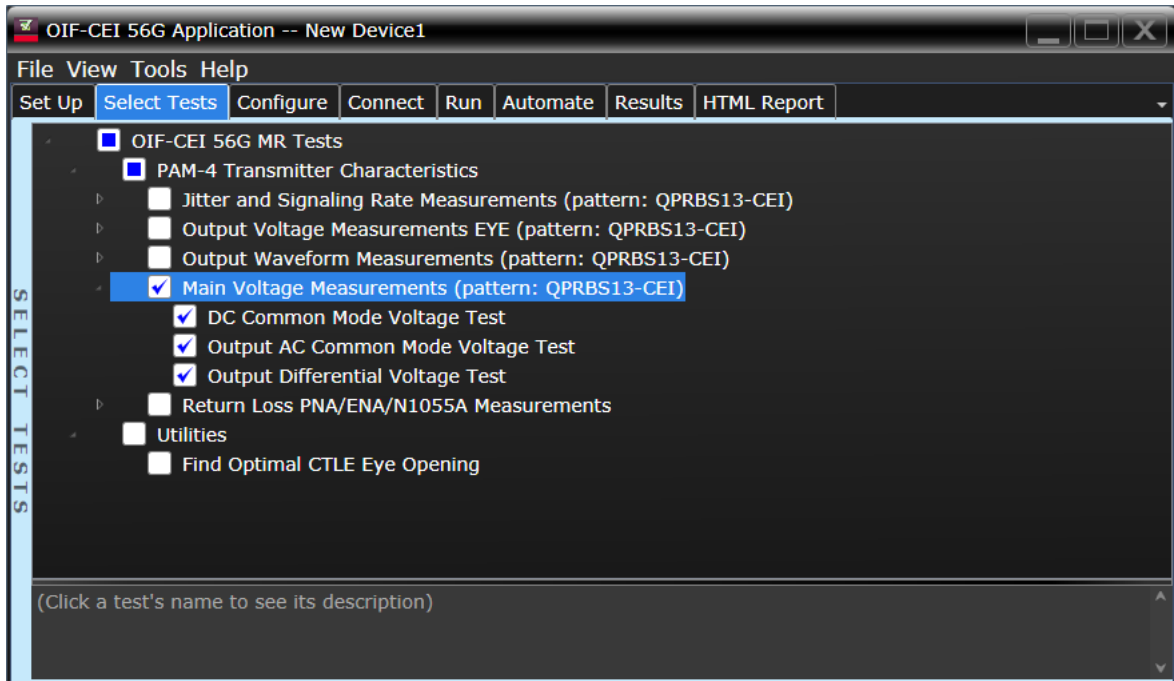 OIF-CEI 56G Application -- New Device1
File View Tools Help
Set Up Select Tests Configure Connect Run Automate Results HTML Report
SELECT TESTS
OIF-CEI 56G MR Tests
PAM-4 Transmitter Characteristics
Jitter and Signaling Rate Measurements (pattern: QPRBS13-CEI)
Output Voltage Measurements EYE (pattern: QPRBS13-CEI)
Output Waveform Measurements (pattern: QPRBS13-CEI)
Main Voltage Measurements (pattern: QPRBS13-CEI)
DC Common Mode Voltage Test
Output AC Common Mode Voltage Test
Output Differential Voltage Test
Return Loss PNA/ENA/N1055A Measurements
Utilities
Find Optimal CTLE Eye Opening
(Click a test's name to see its description)